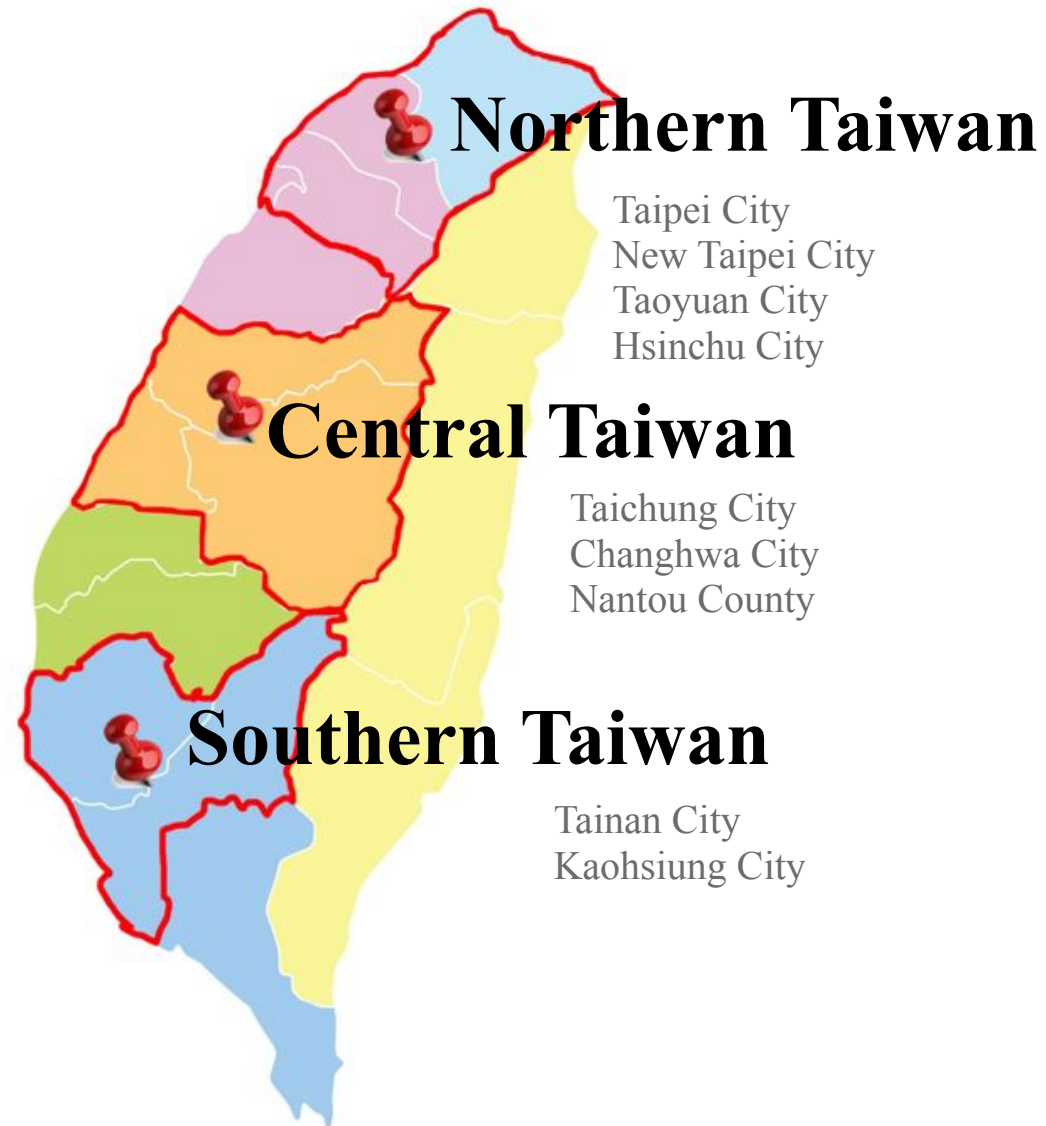 Northern Taiwan
Taipei City
New Taipei City
Taoyuan City
Hsinchu City
Central Taiwan
Taichung City
Changhwa City
Nantou County
Southern Taiwan
Tainan City
Kaohsiung City